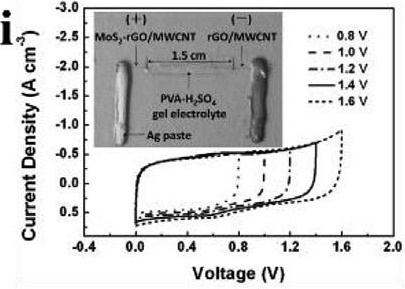 i
(+)
(−)
MoS2-rGO/MWCNT
rGO/MWCNT
1.5 cm
PVA-H2SO4
gel electrolyte
Ag paste
0.8 V
1.0 V
1.2 V
1.4 V
1.6 V
Current Density (A cm-3)
-3.0
-2.5
-2.0
-1.5
-1.0
-0.5
0.0
0.5
-0.4
0.0
0.4
0.8
1.2
1.6
2.0
Voltage (V)